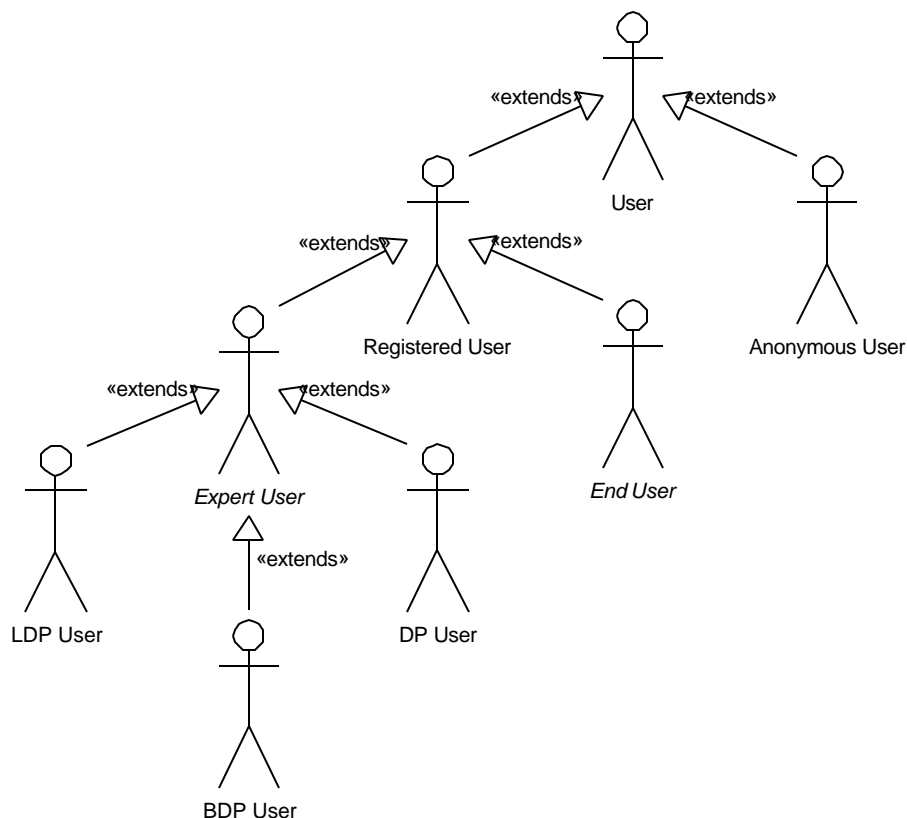 «extends»
«extends»
User
«extends»
«extends»
Registered User
Anonymous User
«extends»
«extends»
Expert User
End User
«extends»
LDP User
DP User
BDP User